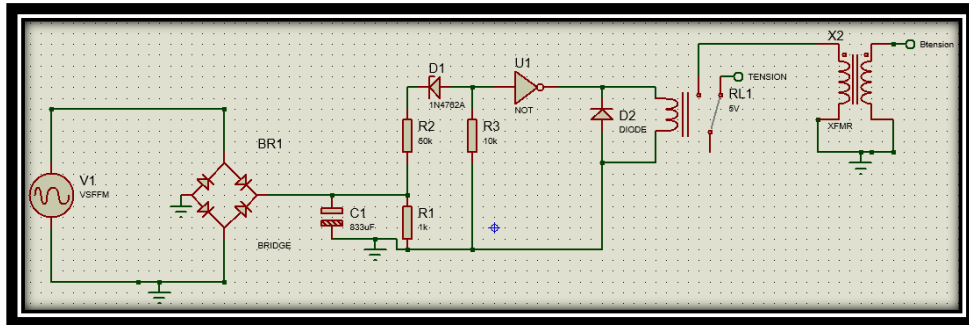 V1
VSFFM
BR1
BRIDGE
C1
833uF
R1
1k
R2
50k
D1
1N4762A
R3
10k
U1
NOT
D2
DIODE
TENSION
RL1
5V
X2
XFMR
Btension